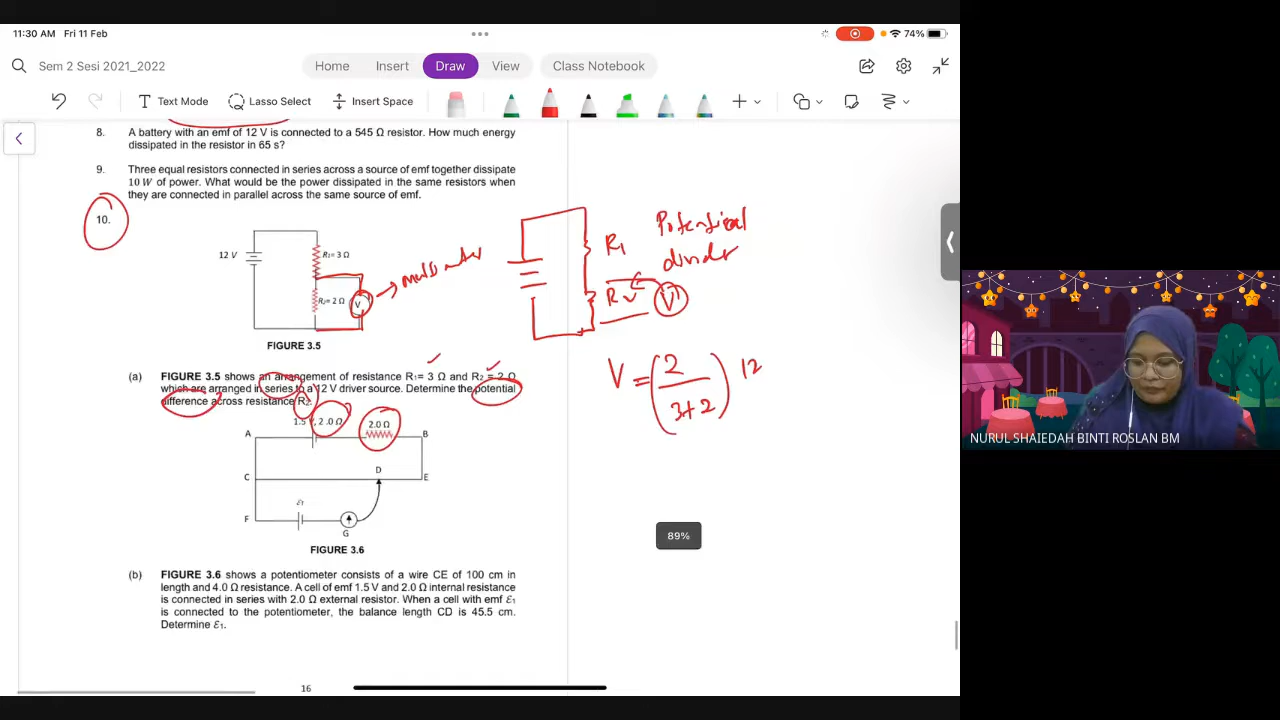 11:30 AM Fri 11 Feb
74%
Sem 2 Sesi 2021_2022
Home Insert Draw View Class Notebook
Text Mode Lasso Select Insert Space
8. A battery with an emf of 12 V is connected to a 545 Ω resistor. How much energy
dissipated in the resistor in 65 s?
9. Three equal resistors connected in series across a source of emf together dissipate
10 W of power. What would be the power dissipated in the same resistors when
they are connected in parallel across the same source of emf.
10.
12 V
R1= 3 Ω
R2= 2 Ω
V
FIGURE 3.5
R1
Potential
divider
V
V = (2/3+2) 12
(a) FIGURE 3.5 shows an arrangement of resistance R1= 3 Ω and R2 = 2 Ω
which are arranged in series to a 12 V driver source. Determine the potential
difference across resistance R2.
1.5 V, 2.0 Ω
2.0 Ω
A B
C D E
ε1
F G
FIGURE 3.6
89%
(b) FIGURE 3.6 shows a potentiometer consists of a wire CE of 100 cm in
length and 4.0 Ω resistance. A cell of emf 1.5 V and 2.0 Ω internal resistance
is connected in series with 2.0 Ω external resistor. When a cell with emf ε1
is connected to the potentiometer, the balance length CD is 45.5 cm.
Determine ε1.
16
NURUL SHAIEDAH BINTI ROSLAN BM